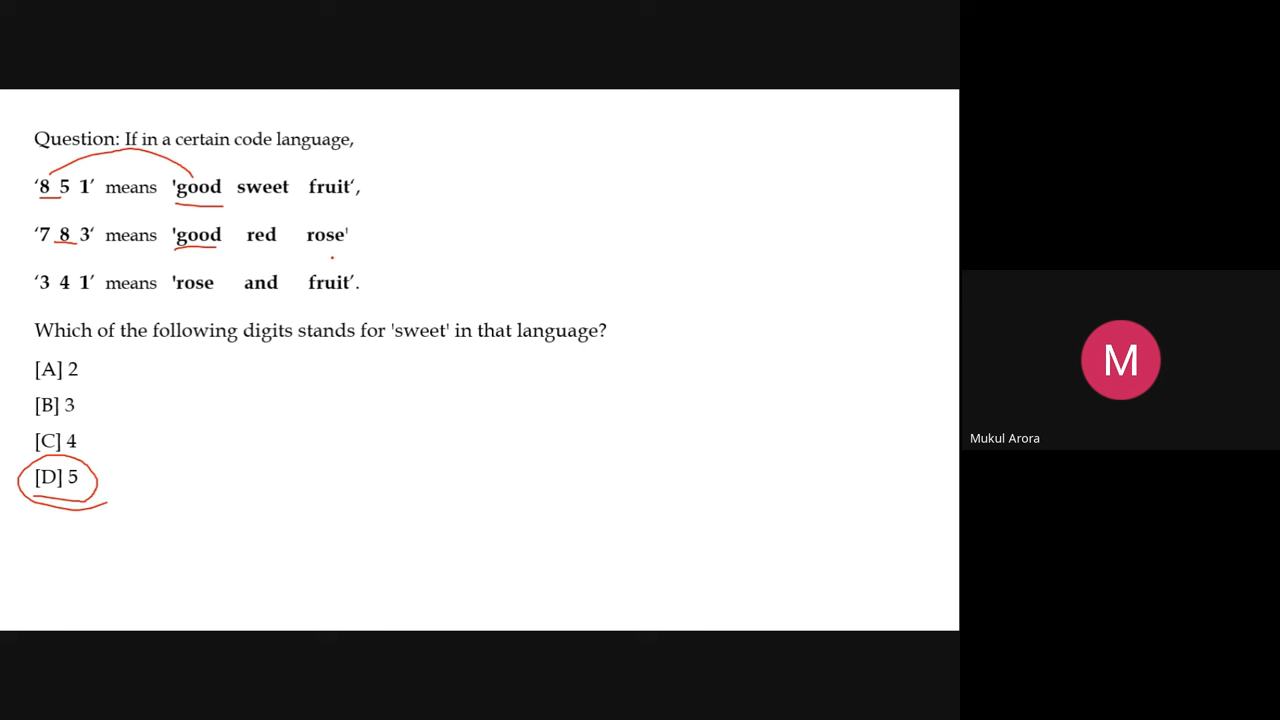 Question: If in a certain code language,
‘8 5 1’ means 'good sweet fruit‘,
‘7 8 3‘ means 'good red rose'
‘3 4 1’ means 'rose and fruit’.
Which of the following digits stands for 'sweet' in that language?
[A] 2
[B] 3
[C] 4
[D] 5
M
Mukul Arora